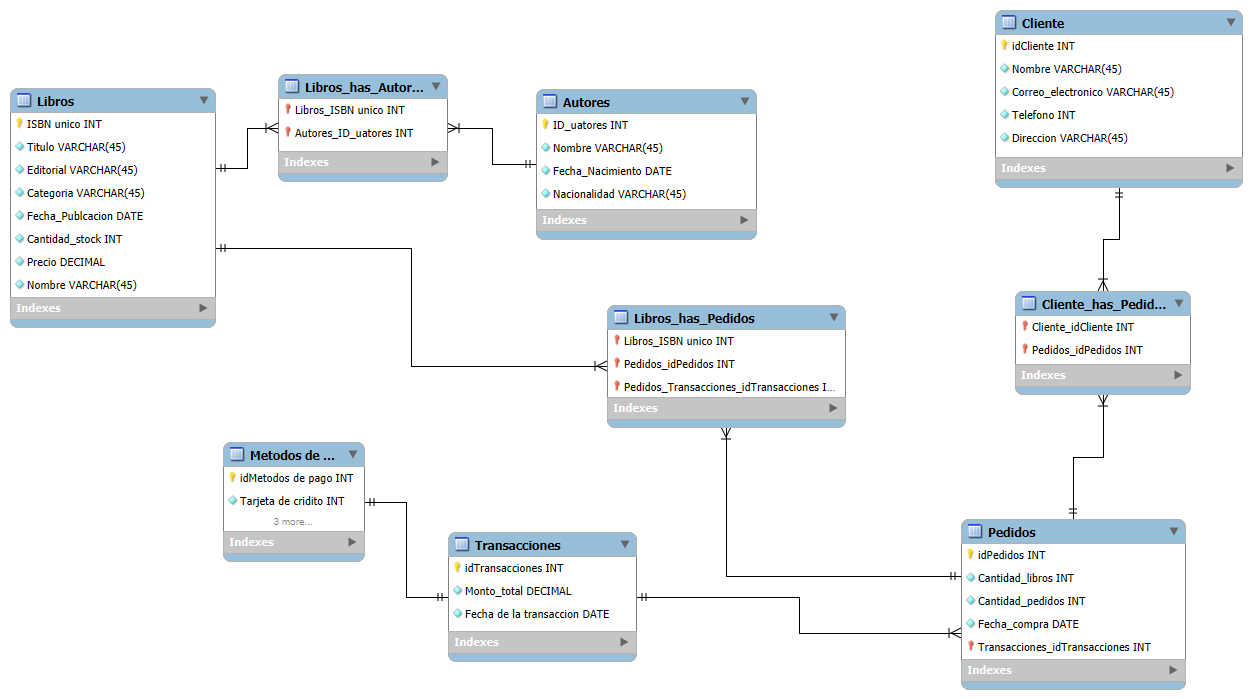 Libros
ISBN unico INT
Titulo VARCHAR(45)
Editorial VARCHAR(45)
Categoria VARCHAR(45)
Fecha_Publcacion DATE
Cantidad_stock INT
Precio DECIMAL
Nombre VARCHAR(45)
Indexes
Libros_has_Autor...
Libros_ISBN unico INT
Autores_ID_uatores INT
Indexes
Autores
ID_uatores INT
Nombre VARCHAR(45)
Fecha_Nacimiento DATE
Nacionalidad VARCHAR(45)
Indexes
Cliente
idCliente INT
Nombre VARCHAR(45)
Correo_electronico VARCHAR(45)
Telefono INT
Direccion VARCHAR(45)
Indexes
Libros_has_Pedidos
Libros_ISBN unico INT
Pedidos_idPedidos INT
Pedidos_Transacciones_idTransacciones I...
Indexes
Cliente_has_Pedid...
Cliente_idCliente INT
Pedidos_idPedidos INT
Indexes
Metodos de ...
idMetodos de pago INT
Tarjeta de cridito INT
3 more...
Indexes
Transacciones
idTransacciones INT
Monto_total DECIMAL
Fecha de la transaccion DATE
Indexes
Pedidos
idPedidos INT
Cantidad_libros INT
Cantidad_pedidos INT
Fecha_compra DATE
Transacciones_idTransacciones INT
Indexes